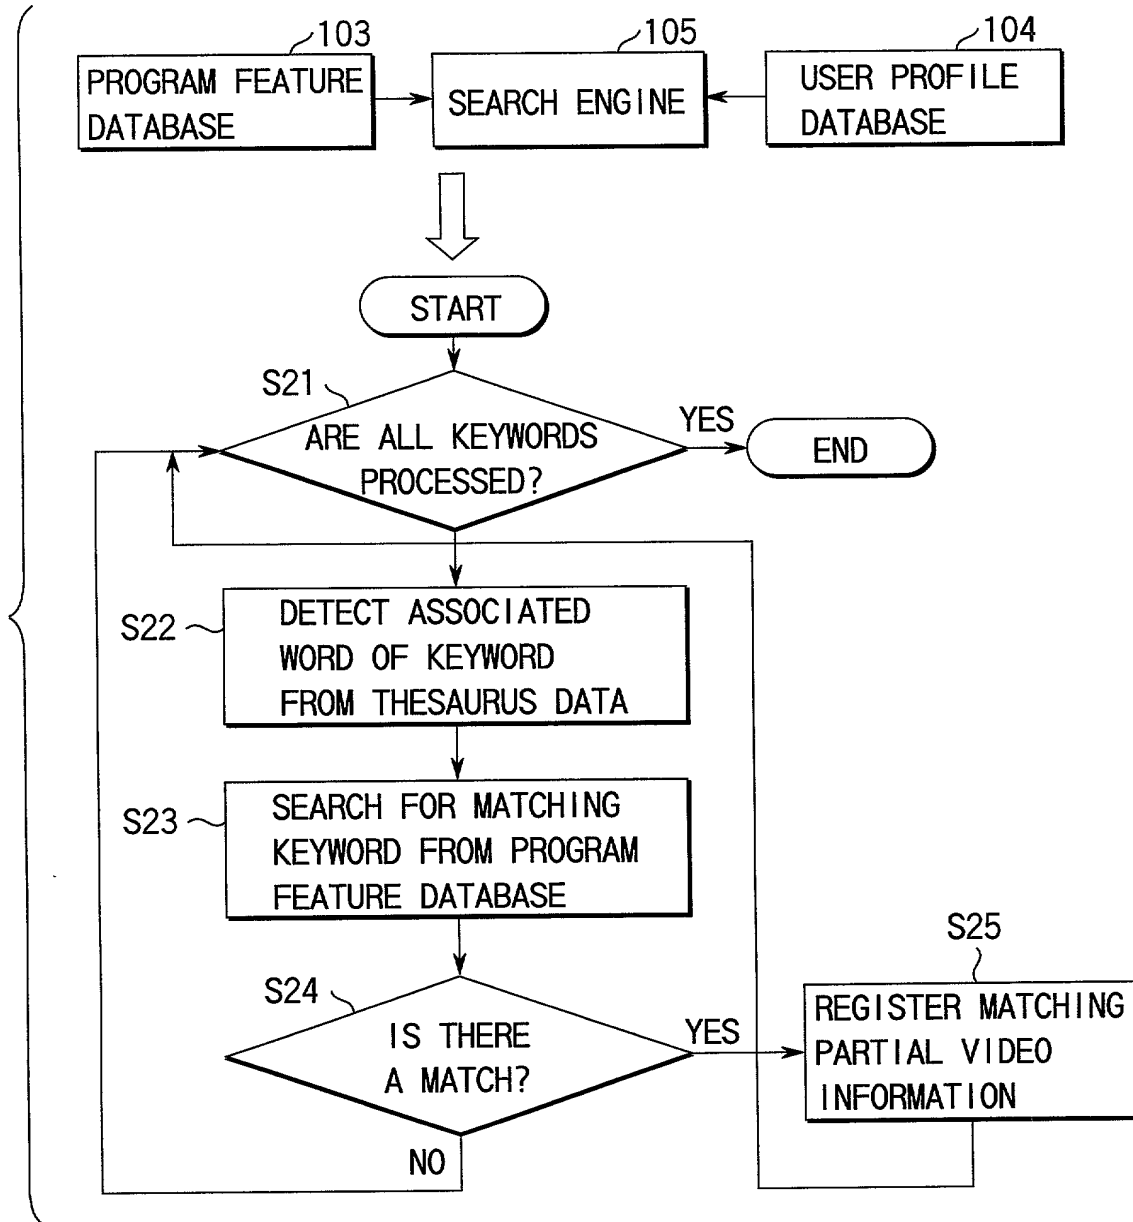 103
105
104
PROGRAM FEATURE
DATABASE
SEARCH ENGINE
USER PROFILE
DATABASE
START
S21
ARE ALL KEYWORDS
PROCESSED?
YES
END
S22
DETECT ASSOCIATED
WORD OF KEYWORD
FROM THESAURUS DATA
S23
SEARCH FOR MATCHING
KEYWORD FROM PROGRAM
FEATURE DATABASE
S24
IS THERE
A MATCH?
YES
NO
S25
REGISTER MATCHING
PARTIAL VIDEO
INFORMATION